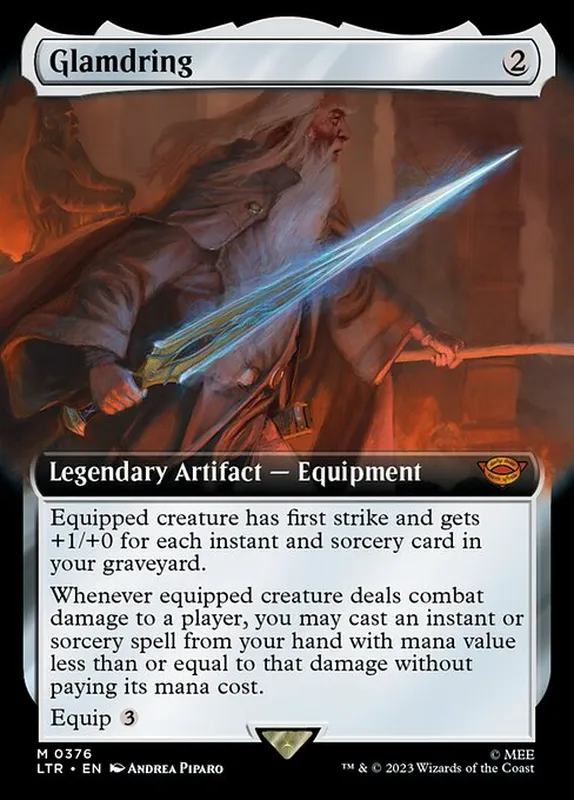 Glamdring 2
Legendary Artifact — Equipment
Equipped creature has first strike and gets
+1/+0 for each instant and sorcery card in
your graveyard.
Whenever equipped creature deals combat
damage to a player, you may cast an instant or
sorcery spell from your hand with mana value
less than or equal to that damage without
paying its mana cost.
Equip 3
M 0376
LTR • EN Andrea Piparo
© MEE
™ & © 2023 Wizards of the Coast